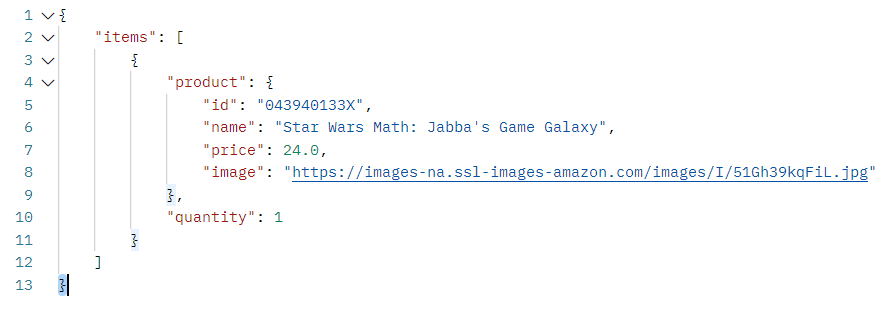 1 {
2 "items": [
3 {
4 "product": {
5 "id": "043940133X",
6 "name": "Star Wars Math: Jabba's Game Galaxy",
7 "price": 24.0,
8 "image": "https://images-na.ssl-images-amazon.com/images/I/51Gh39kqFiL.jpg"
9 },
10 "quantity": 1
11 }
12 ]
13 }